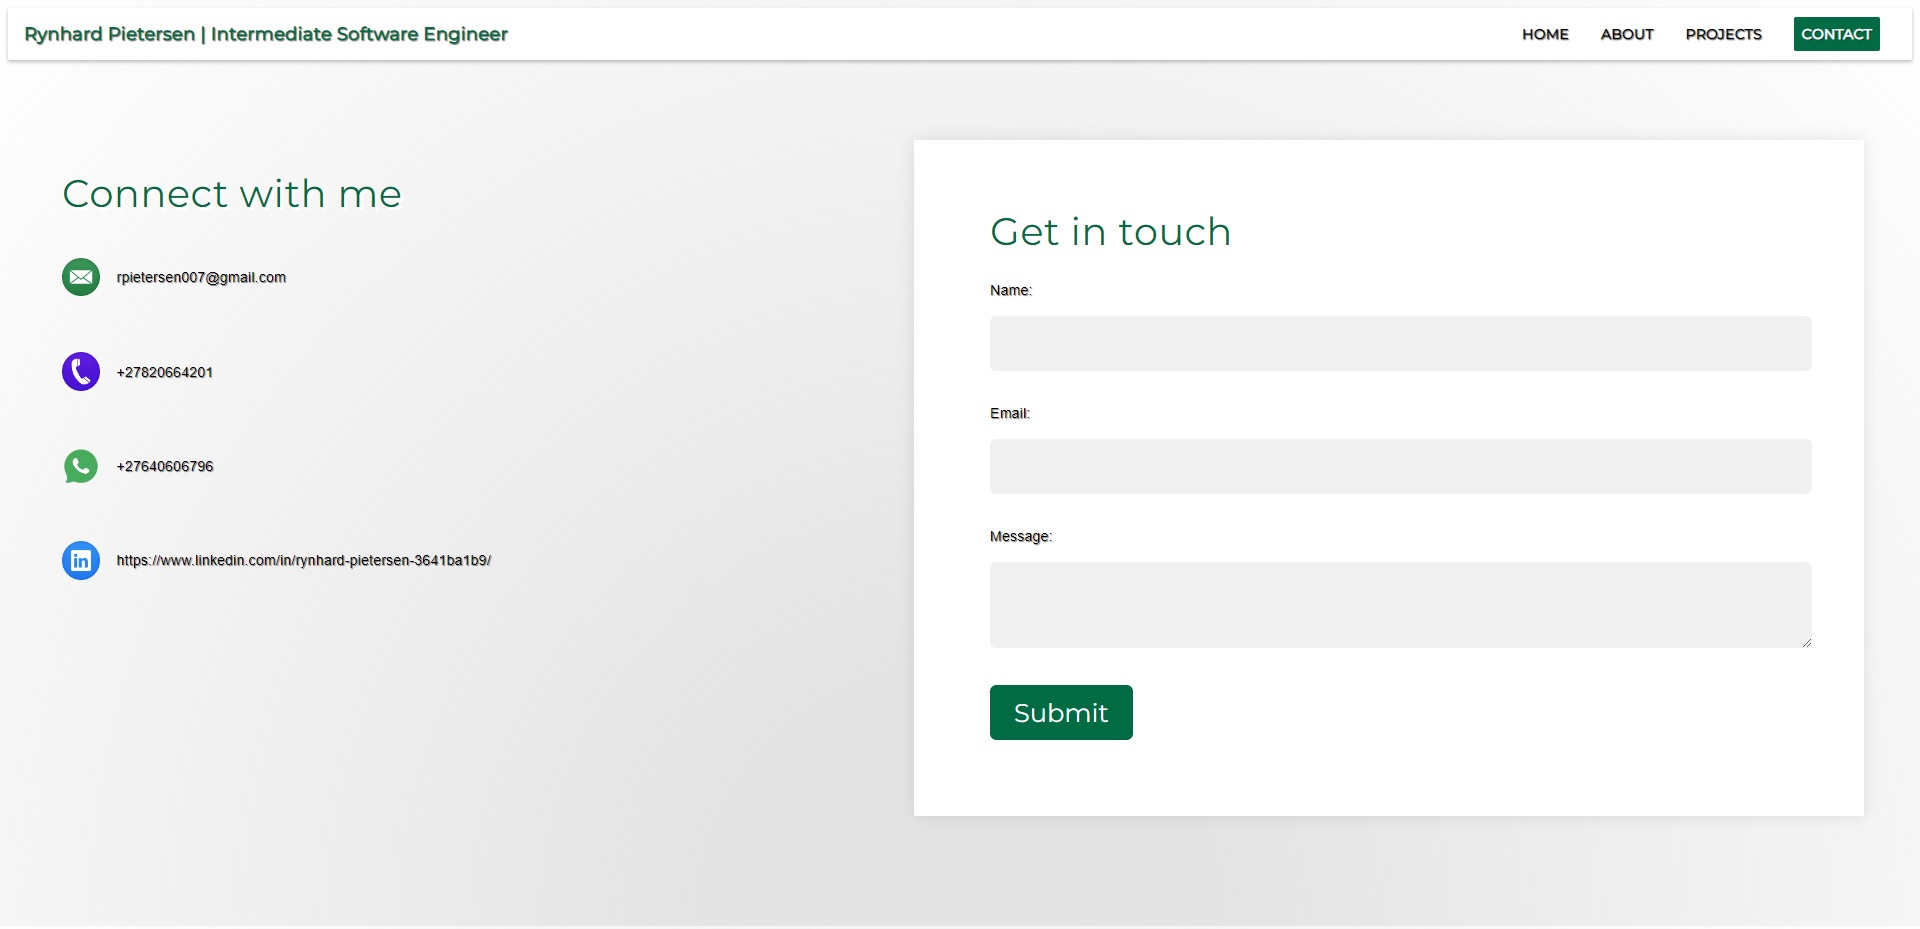 Rynhard Pietersen | Intermediate Software Engineer
HOME ABOUT PROJECTS CONTACT
Connect with me
rpietersen007@gmail.com
+27820664201
+27640606796
in https://www.linkedin.com/in/rynhard-pietersen-3641ba1b9/
Get in touch
Name:
Email:
Message:
Submit